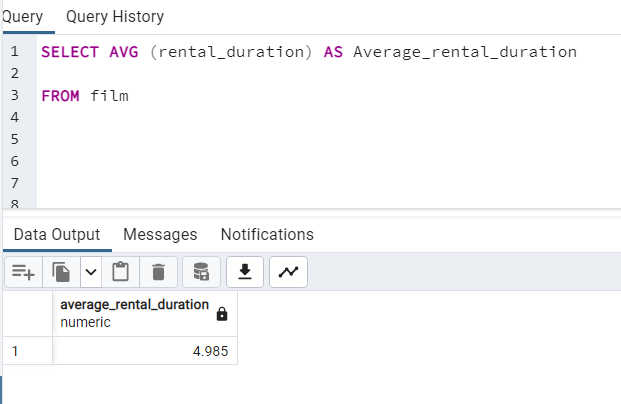 Query Query History
1 SELECT AVG (rental_duration) AS Average_rental_duration
2
3 FROM film
4
5
6
7
8
Data Output Messages Notifications
average_rental_duration
numeric
1 4.985